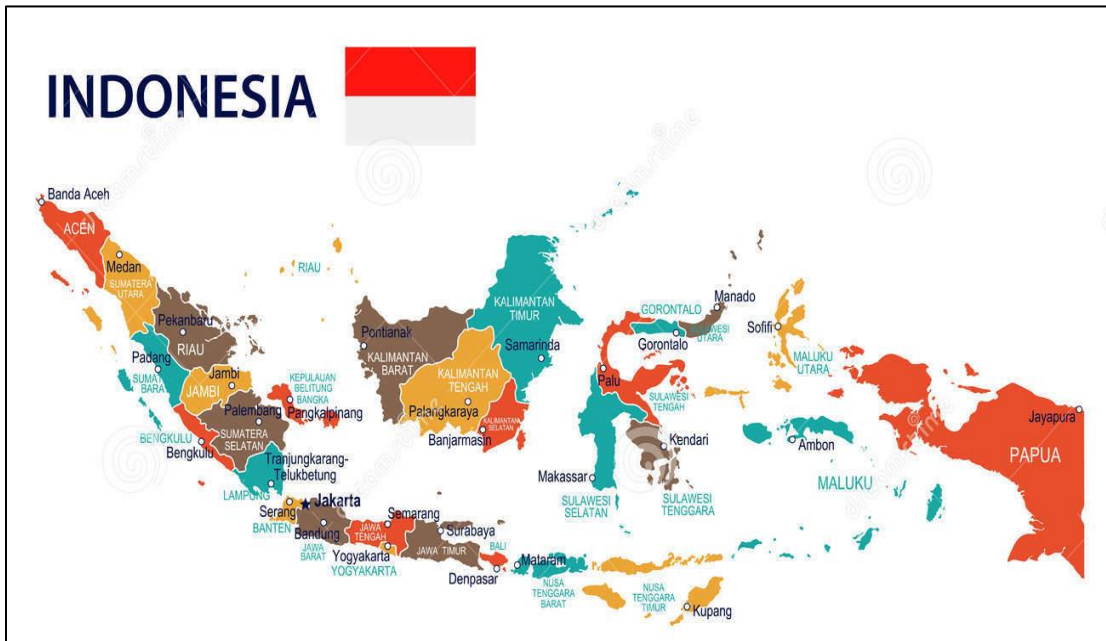 INDONESIA
Banda Aceh
ACEN
Medan
SUMATERA
UTARA
RIAU
Pekanbaru
RIAU
Padang
SUMAT
BARA
Jambi
JAMBI
KEPULAUAN
BELITUNG
BANGKA
Pangkalpinang
Palembang
SUMATERA
SELATAN
BENGKULU
Bengkulu
Tranjungkarang-
Telukbetung
LAMPUNG
Serang
BANTEN
Jakarta
Bandung
JAWA
BARAT
Semarang
JAWA
TENGAH
Yogyakarta
YOGYAKARTA
Surabaya
JAWA TIMUR
BALI
Denpasar
Mataram
NUSA
TENGGARA
BARAT
NUSA
TENGGARA
TIMUR
Kupang
Pontianak
KALIMANTAN
BARAT
KALIMANTAN
TENGAH
Palangkaraya
KALIMANTAN
TIMUR
Samarinda
KALIMANTAN
SELATAN
Banjarmasin
GORONTALO
Gorontalo
Manado
SULAWESI
UTARA
Palu
SULAWESI
TENGAH
Kendari
Makassar
SULAWESI
SELATAN
SULAWESI
TENGGARA
Sofifi
MALUKU
UTARA
Ambon
MALUKU
Jayapura
PAPUA